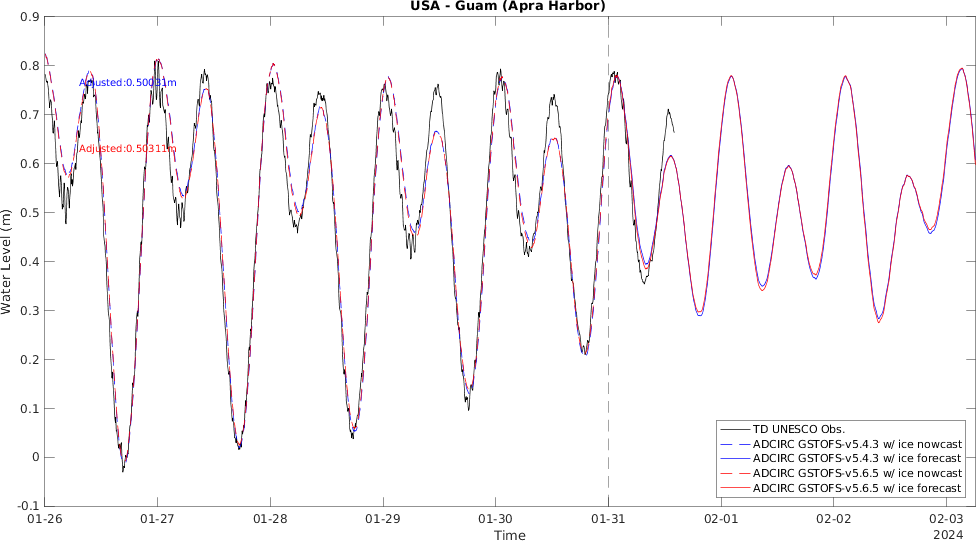 USA - Guam (Apra Harbor)
0.9
0.8
0.7
0.6
0.5
0.4
0.3
0.2
0.1
0
-0.1
Water Level (m)
Adjusted:0.50031m
Adjusted:0.50311m
TD UNESCO Obs.
ADCIRC GSTOFS-v5.4.3 w/ ice nowcast
ADCIRC GSTOFS-v5.4.3 w/ ice forecast
ADCIRC GSTOFS-v5.6.5 w/ ice nowcast
ADCIRC GSTOFS-v5.6.5 w/ ice forecast
01-26 01-27 01-28 01-29 01-30 01-31 02-01 02-02 02-03
Time
2024